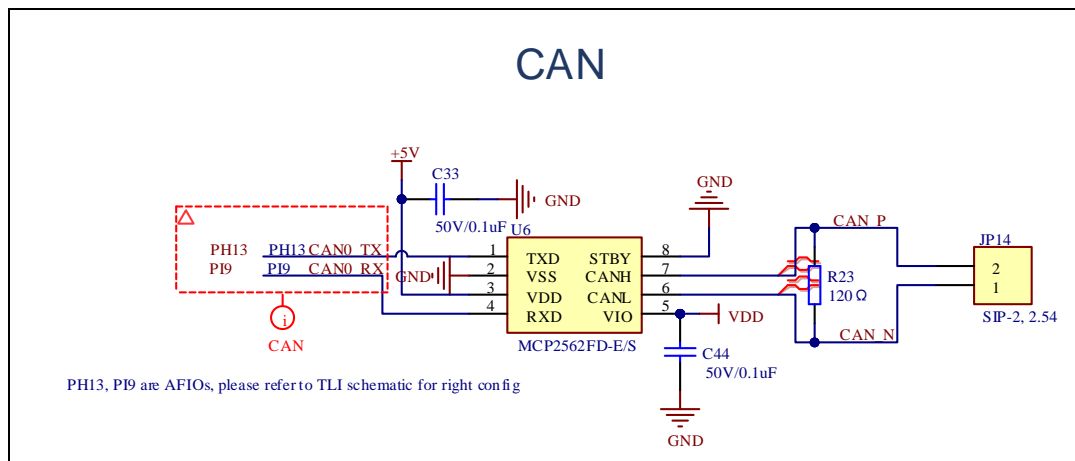 CAN
+5V
C33
GND
50V/0.1uF
U6
GND
PH13 PH13 CAN0_TX
PI9 PI9 CAN0_RX
i
CAN
GND
1 TXD STBY 8
2 VSS CANH 7
3 VDD CANL 6
4 RXD VIO 5
MCP2562FD-E/S
VDD
C44
50V/0.1uF
GND
R23
120Ω
CAN_P
CAN_N
JP14
2
1
SIP-2, 2.54
PH13, PI9 are AFIOs, please refer to TLI schematic for right config